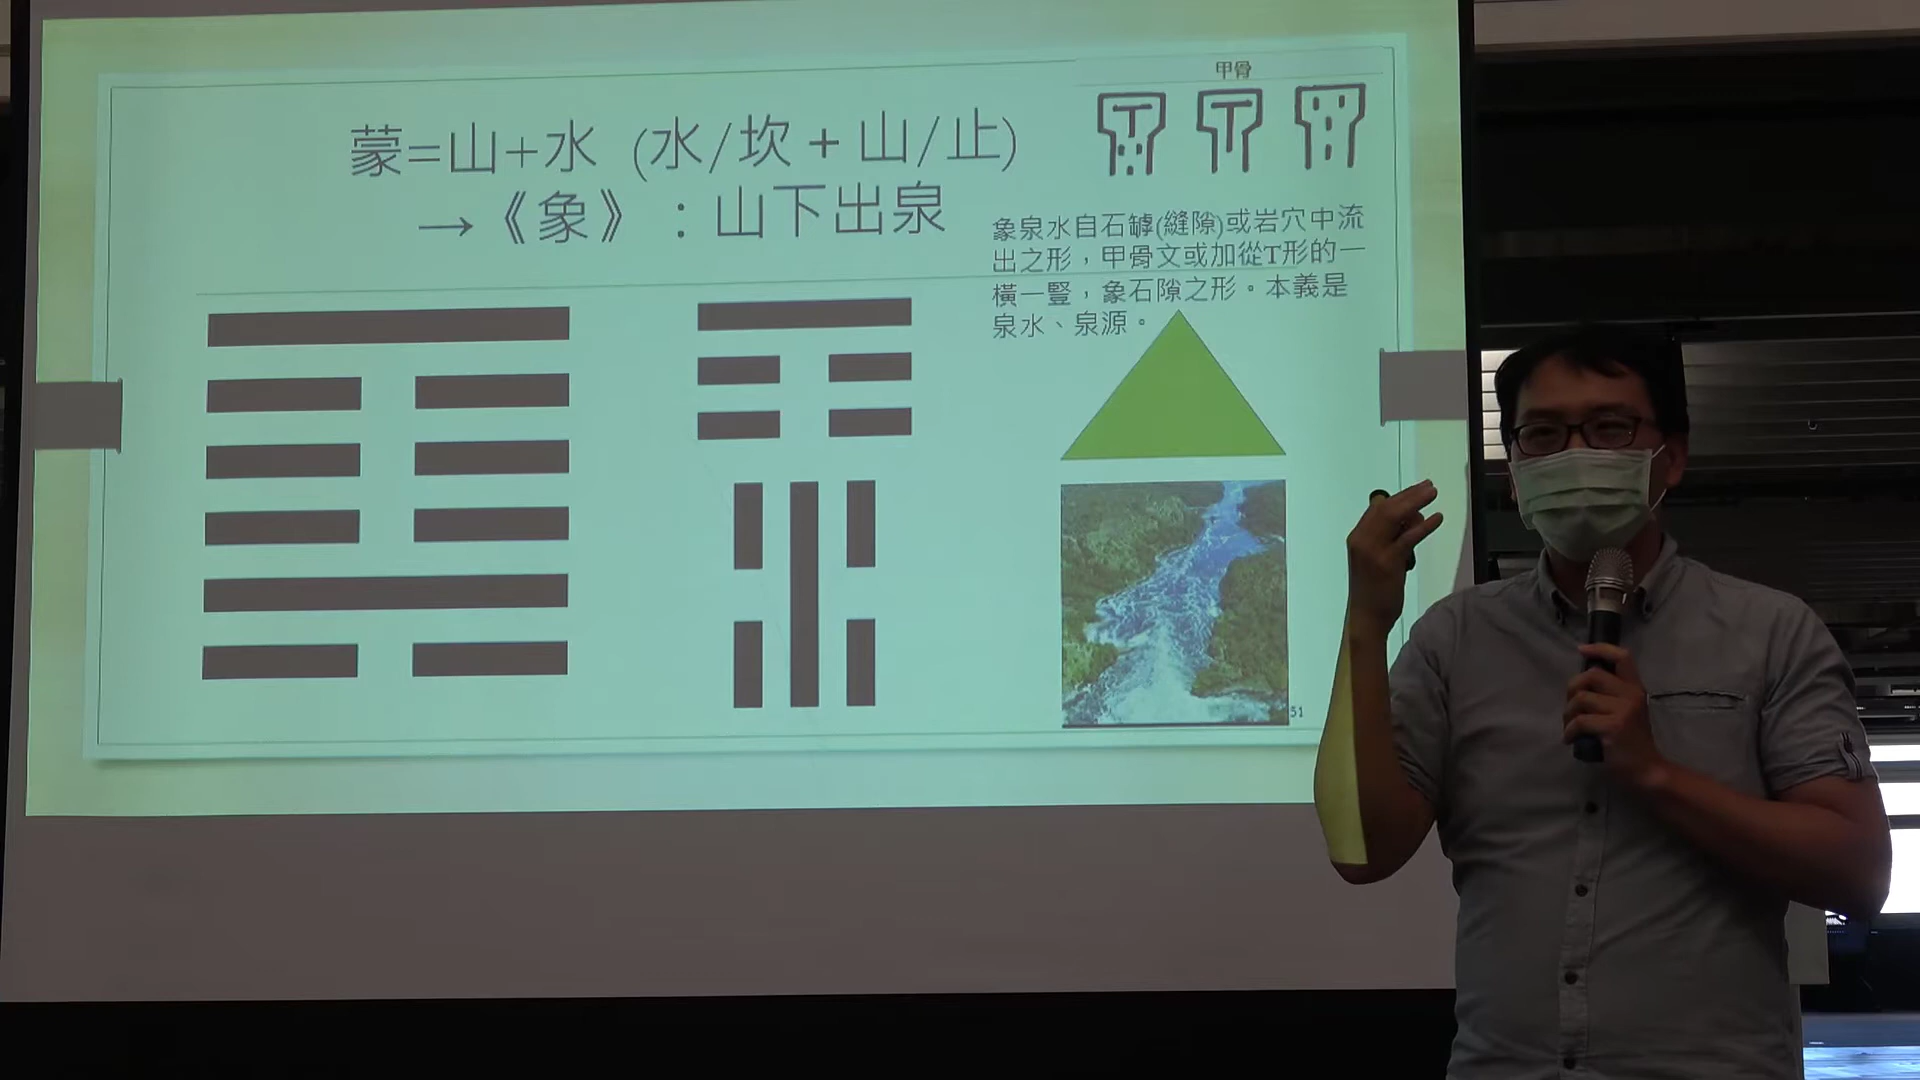 蒙=山+水 (水/坎+山/止)
→《象》：山下出泉
甲骨
象泉水自石罅(縫隙)或岩穴中流
出之形，甲骨文或加從T形的一
橫一豎，象石隙之形。本義是
泉水、泉源。
51